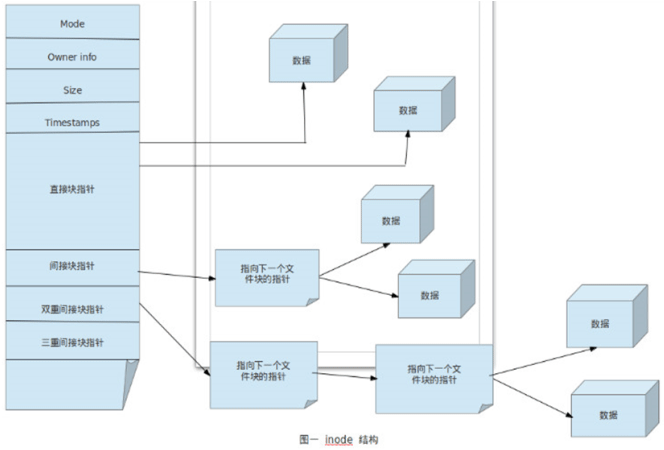 Mode
Owner info
Size
Timestamps
直接块指针
间接块指针
双重间接块指针
三重间接块指针
数据
数据
数据
指向下一个文
件块的指针
数据
指向下一个文
件块的指针
指向下一个文
件块的指针
数据
数据
图一 inode 结构